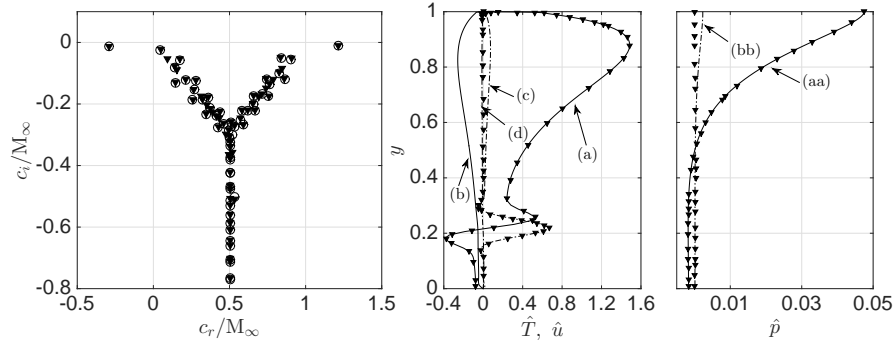 0
-0.2
-0.4
-0.6
-0.8
0 0.5 1 1.5
c_i/M_∞
c_r/M_∞
1
0.8
0.6
0.4
0.2
0
-0.4 0 0.4 0.8 1.2 1.6
y
T̂, û
(a)
(b)
(c)
(d)
0.01 0.03 0.05
p̂
(bb)
(aa)